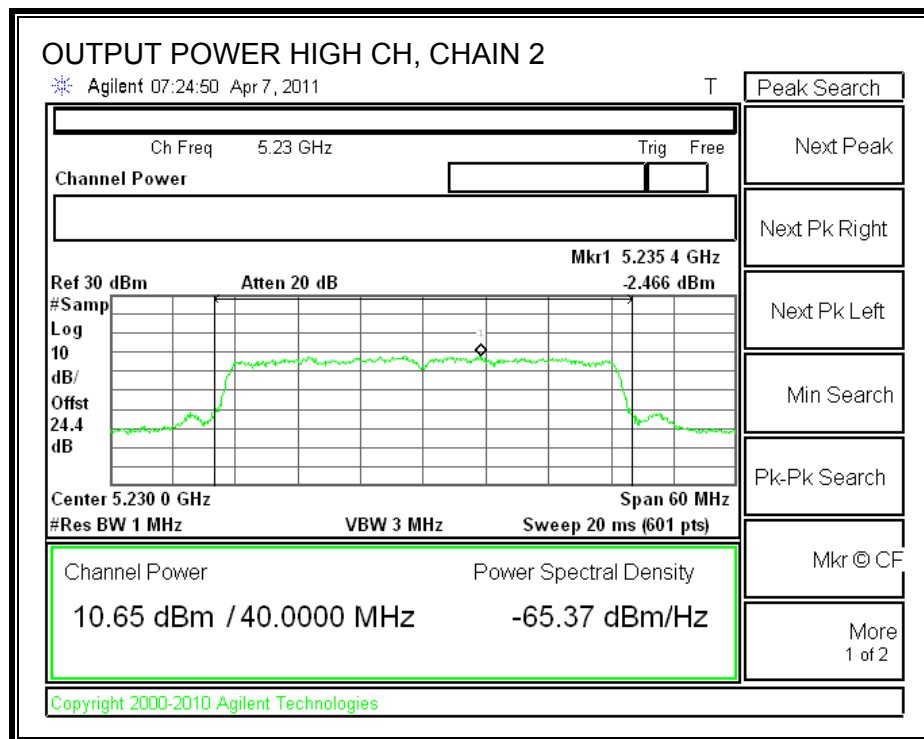 OUTPUT POWER HIGH CH, CHAIN 2
Agilent 07:24:50 Apr 7, 2011 T
Peak Search
Ch Freq 5.23 GHz Trig Free
Next Peak
Channel Power
Next Pk Right
Mkr1 5.235 4 GHz
Ref 30 dBm Atten 20 dB -2.466 dBm
#Samp
Log
10
dB/
Offst
24.4
dB
1
Next Pk Left
Min Search
Pk-Pk Search
Center 5.230 0 GHz Span 60 MHz
#Res BW 1 MHz VBW 3 MHz Sweep 20 ms (601 pts)
Channel Power Power Spectral Density
10.65 dBm / 40.0000 MHz -65.37 dBm/Hz
Mkr © CF
More
1 of 2
Copyright 2000-2010 Agilent Technologies